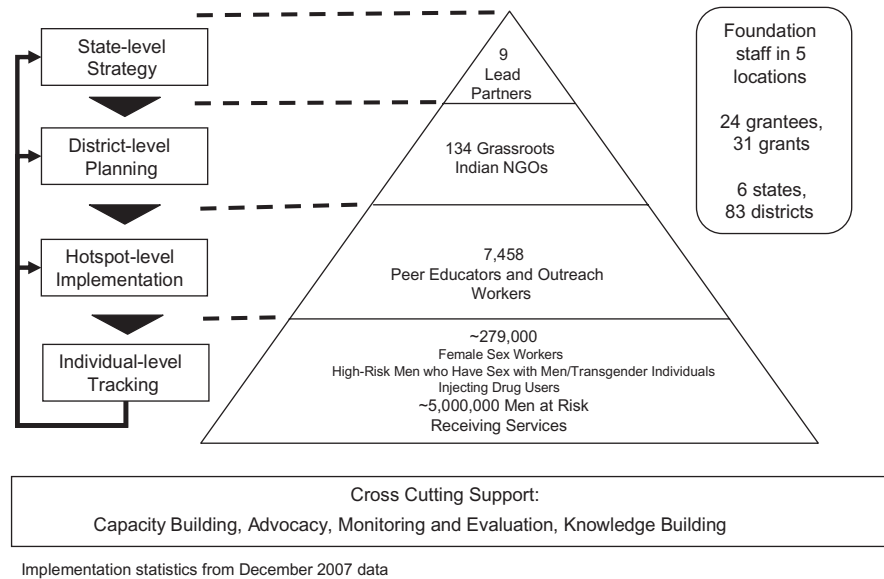 State-level
Strategy
District-level
Planning
Hotspot-level
Implementation
Individual-level
Tracking
9
Lead
Partners
134 Grassroots
Indian NGOs
7,458
Peer Educators and Outreach
Workers
~279,000
Female Sex Workers
High-Risk Men who Have Sex with Men/Transgender Individuals
Injecting Drug Users
~5,000,000 Men at Risk
Receiving Services
Foundation
staff in 5
locations
24 grantees,
31 grants
6 states,
83 districts
Cross Cutting Support:
Capacity Building, Advocacy, Monitoring and Evaluation, Knowledge Building
Implementation statistics from December 2007 data